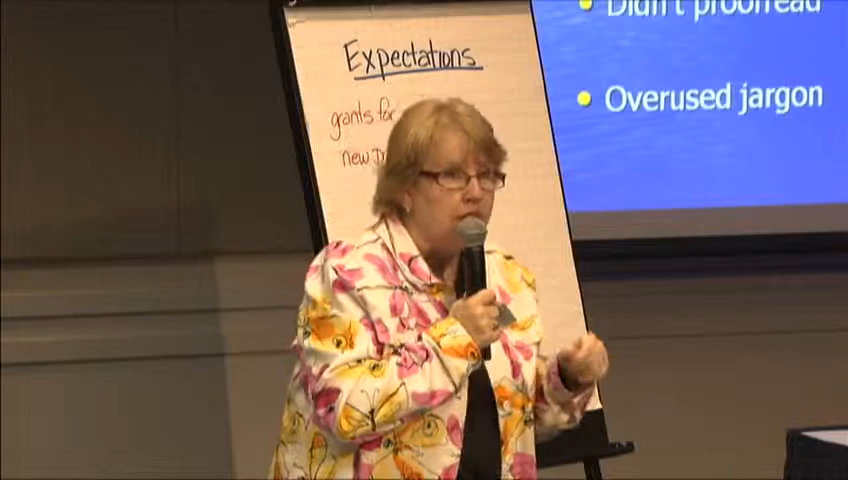 Expectations
grants for
new
Didn't proofread
Overused jargon